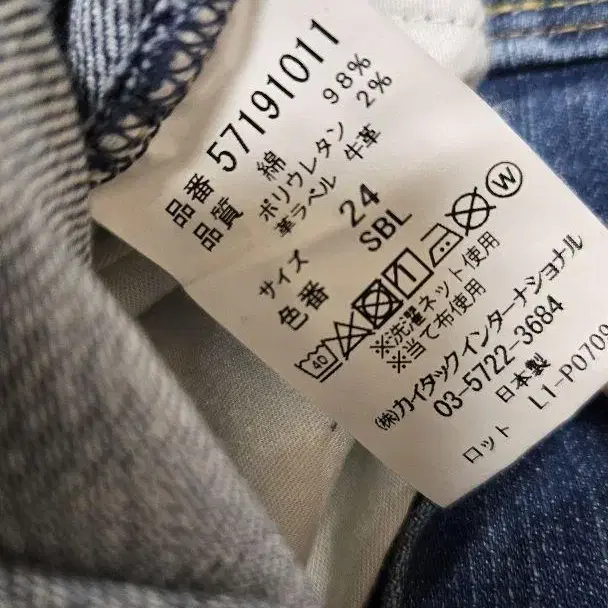 品番 57191011
品質 綿 98%
ポリウレタン 2%
革ラベル 牛革
サイズ 24
色番 SBL
40
W
※洗濯ネット使用
※当て布使用
㈱カイタックインターナショナル
03-5722-3684
日本製
ロット L1-P0709